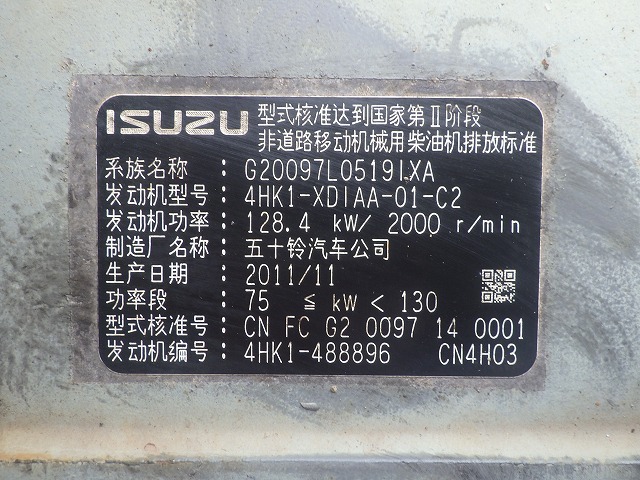 ISUZU 型式核准达到国家第Ⅱ阶段
非道路移动机械用柴油机排放标准
系族名称：G20097L0519IXA
发动机型号：4HK1-XDIAA-01-C2
发动机功率：128.4 kW/ 2000 r/min
制造厂名称：五十铃汽车公司
生产日期：2011/11
功率段：75 ≦ kW < 130
型式核准号：CN FC G2 0097 14 0001
发动机编号：4HK1-488896 CN4H03